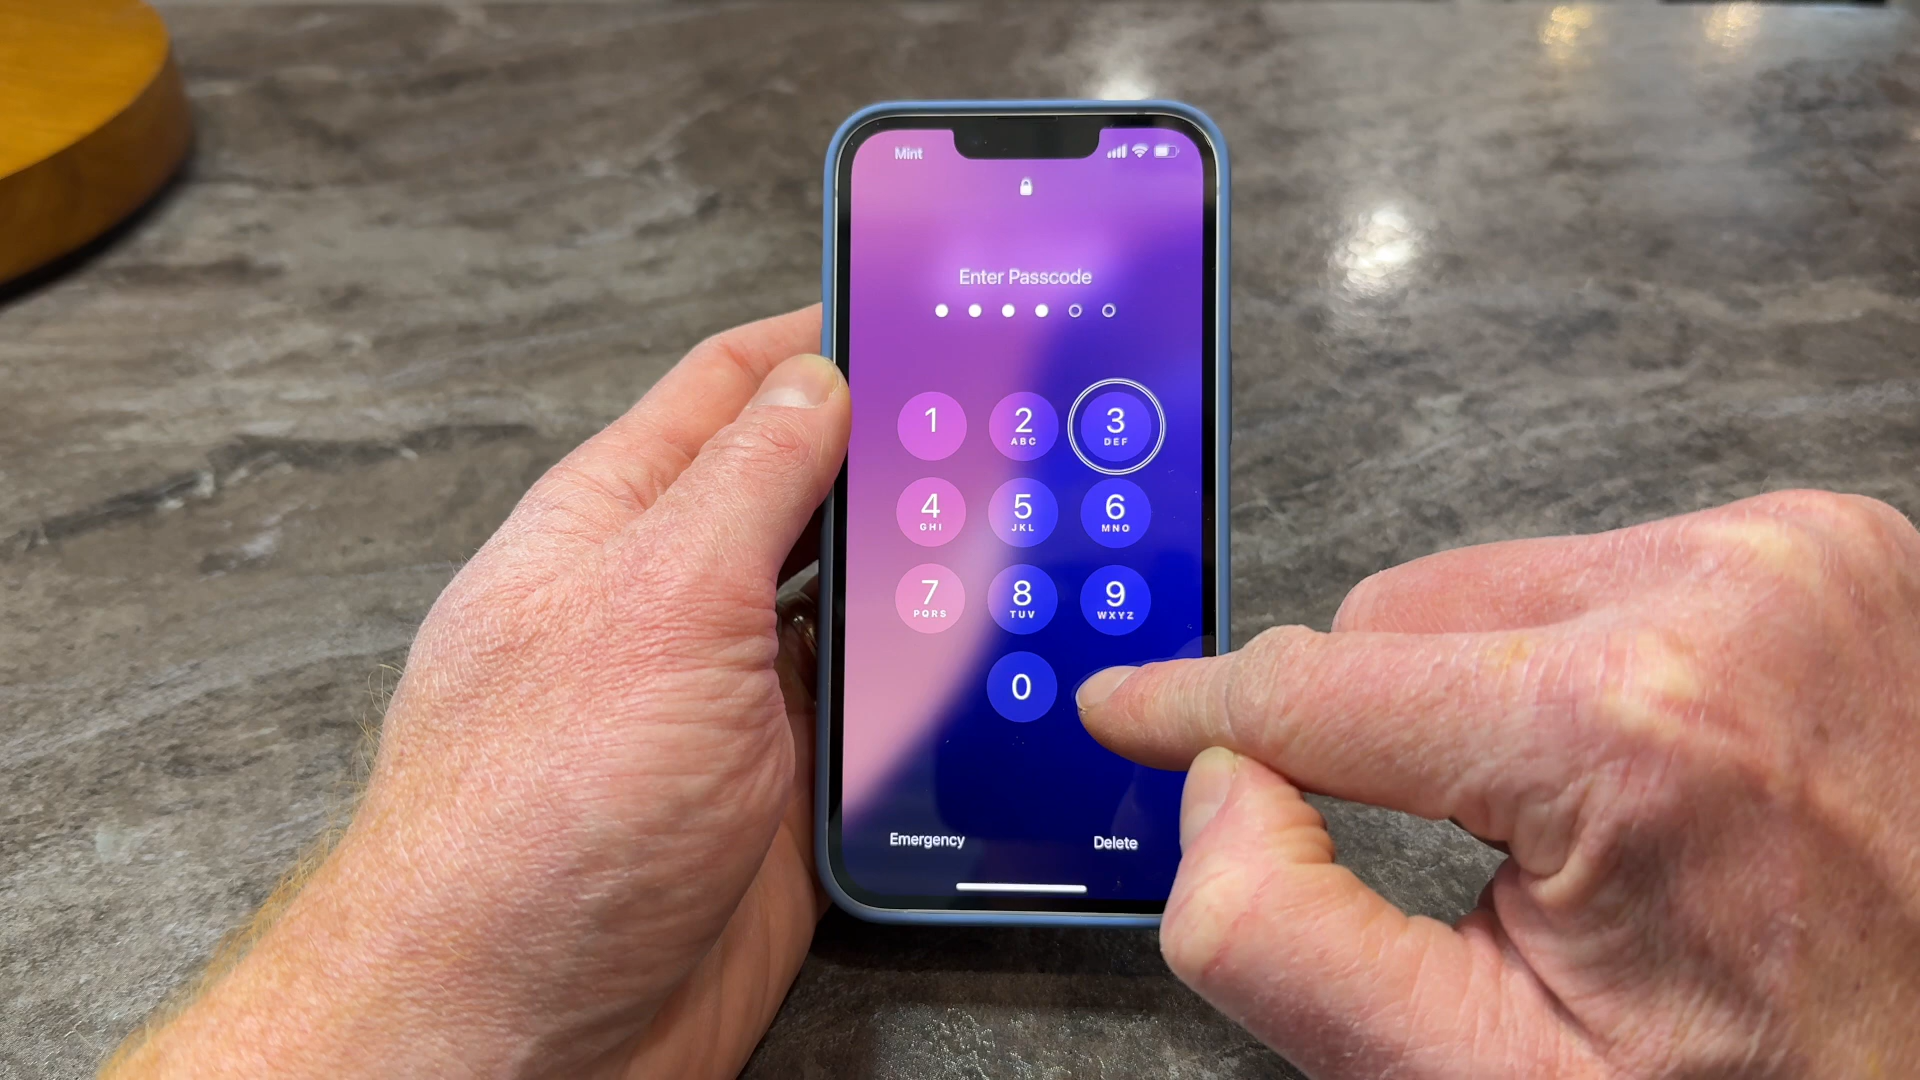 Mint
Enter Passcode
1 2 3
ABC DEF
4 5 6
GHI JKL MNO
7 8 9
PQRS TUV WXYZ
0
Emergency Delete